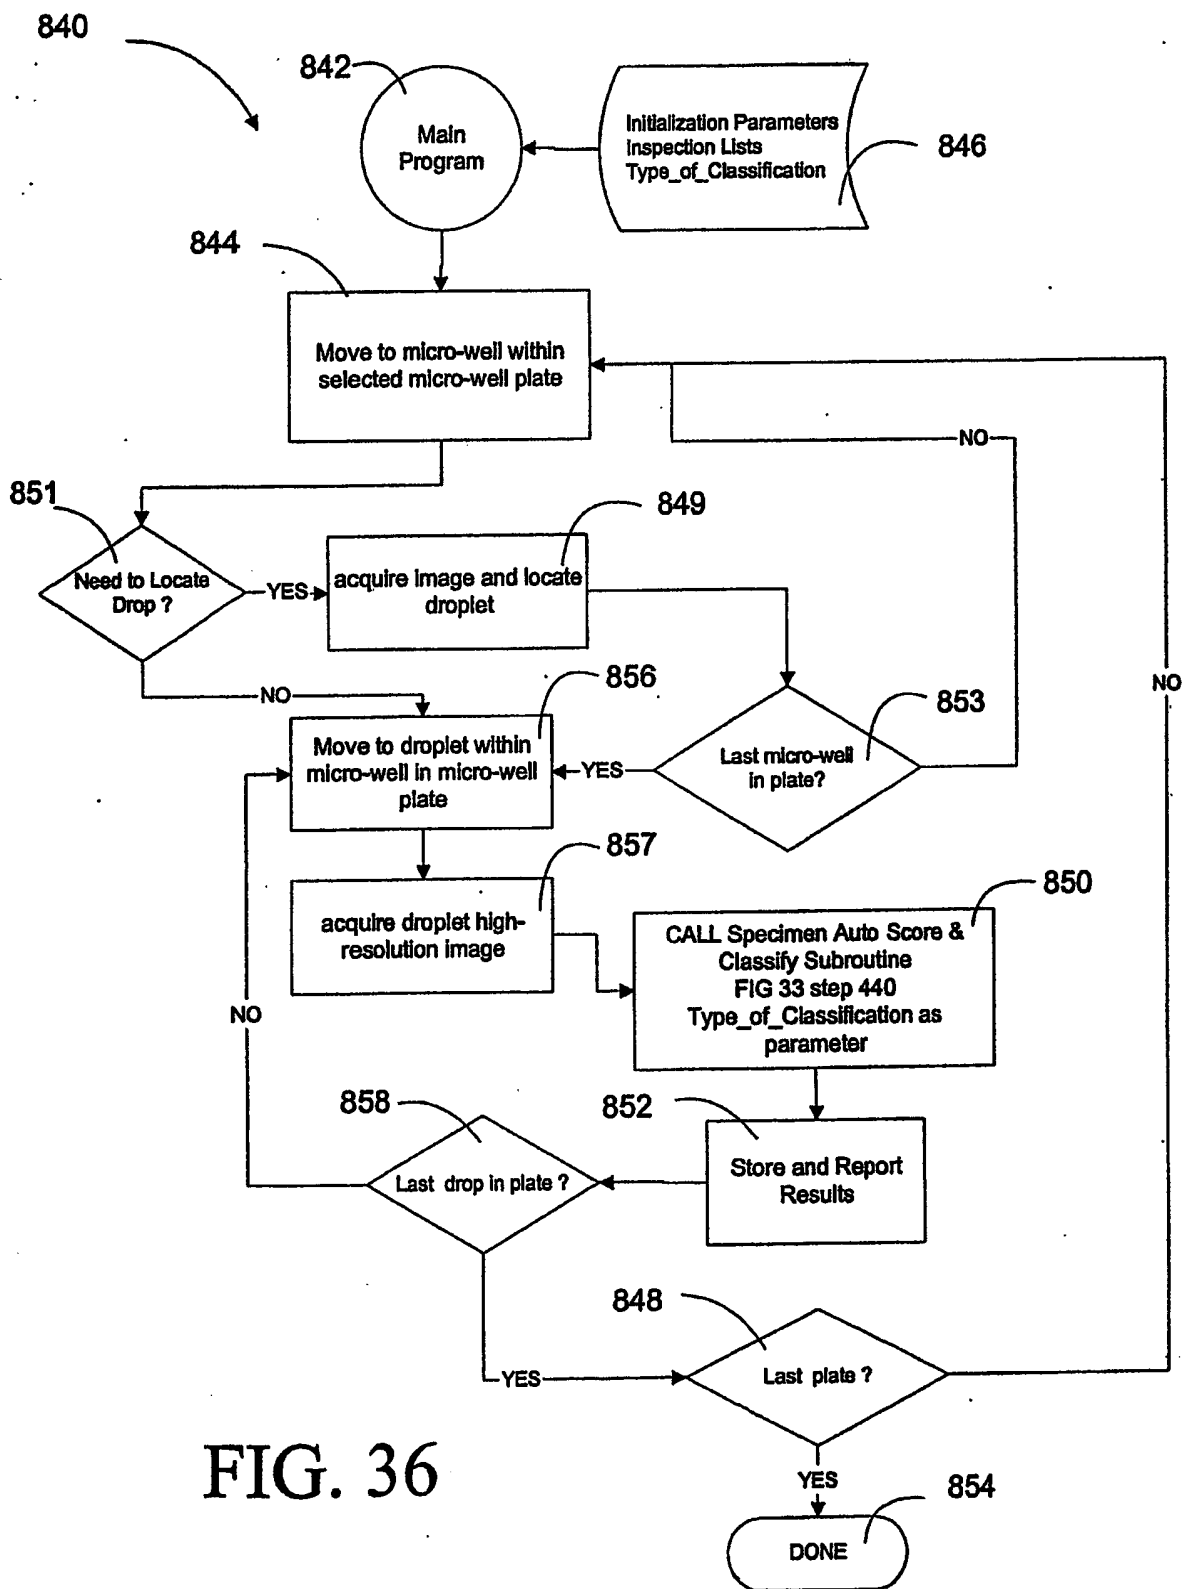 840
842
Main
Program
Initialization Parameters
Inspection Lists
Type_of_Classification
846
844
Move to micro-well within
selected micro-well plate
NO
851
Need to Locate
Drop ?
YES
849
acquire image and locate
droplet
NO
856
Move to droplet within
micro-well in micro-well
plate
YES
853
Last micro-well
in plate?
NO
857
acquire droplet high-
resolution image
850
CALL Specimen Auto Score &
Classify Subroutine
FIG 33 step 440
Type_of_Classification as
parameter
NO
858
Last drop in plate ?
852
Store and Report
Results
848
YES
Last plate ?
FIG. 36
YES
854
DONE